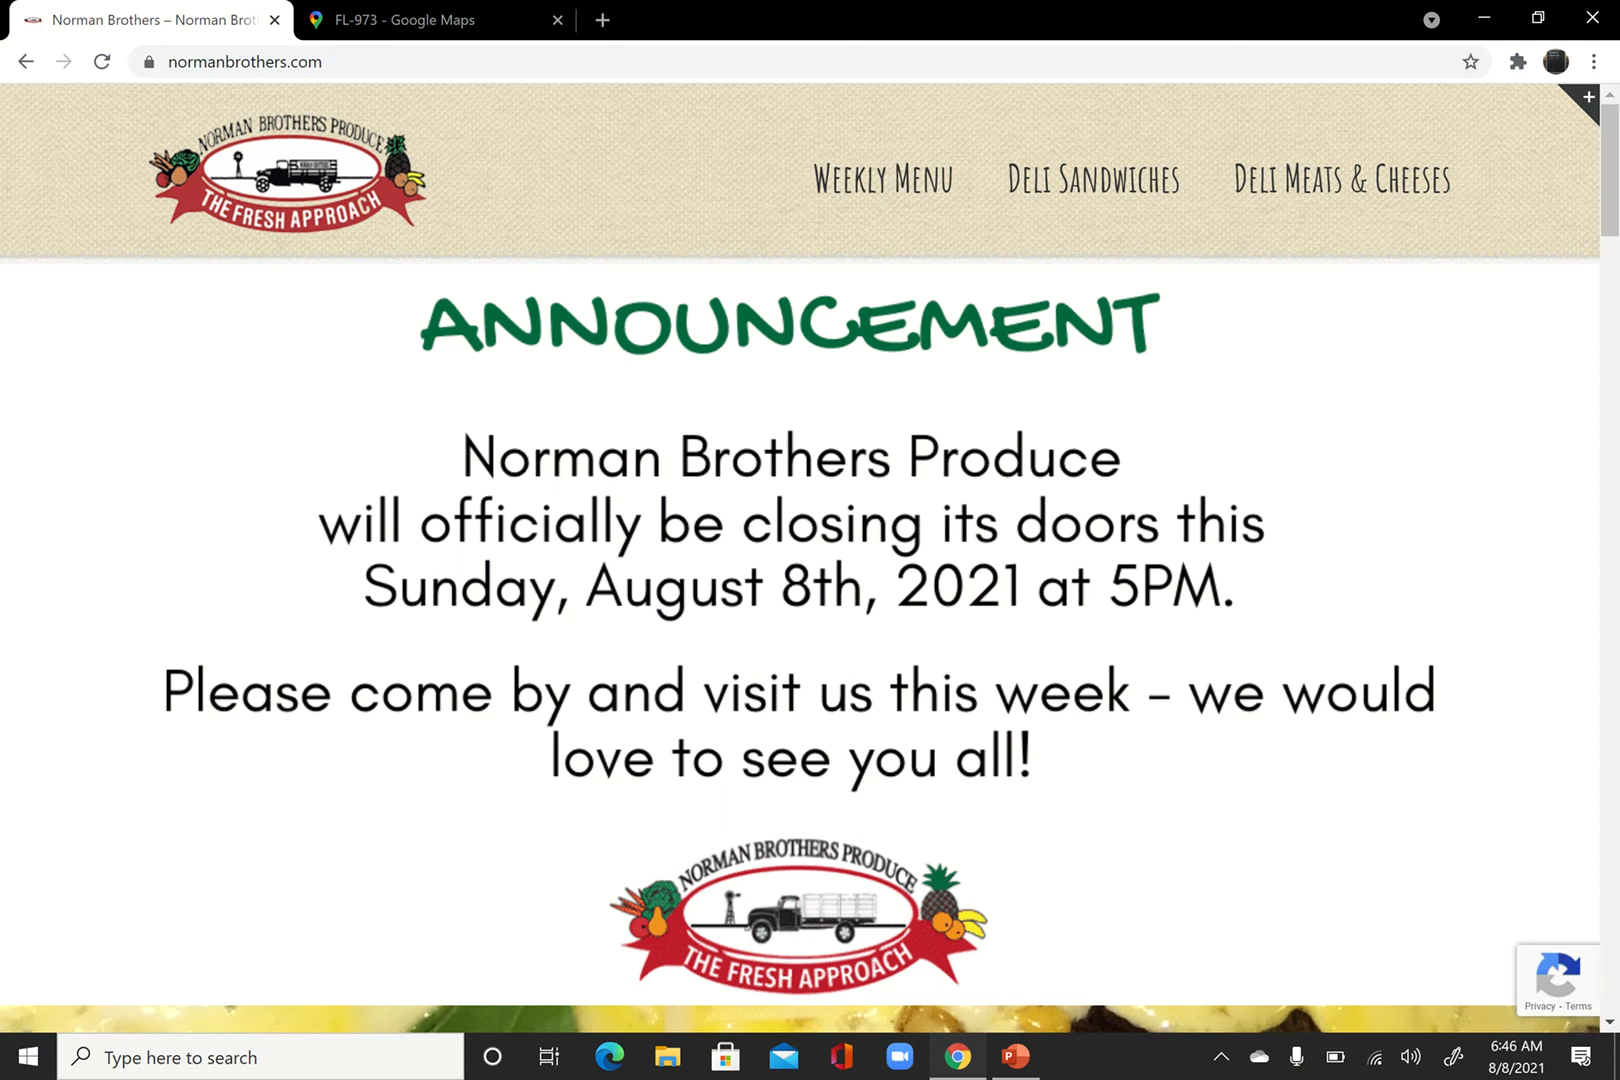 Norman Brothers – Norman Brot
FL-973 - Google Maps
normanbrothers.com
NORMAN BROTHERS PRODUCE
NORMAN BROTHERS
THE FRESH APPROACH
WEEKLY MENU
DELI SANDWICHES
DELI MEATS & CHEESES
ANNOUNCEMENT
Norman Brothers Produce
will officially be closing its doors this
Sunday, August 8th, 2021 at 5PM.
Please come by and visit us this week - we would
love to see you all!
NORMAN BROTHERS PRODUCE
THE FRESH APPROACH
Privacy - Terms
Type here to search
6:46 AM
8/8/2021